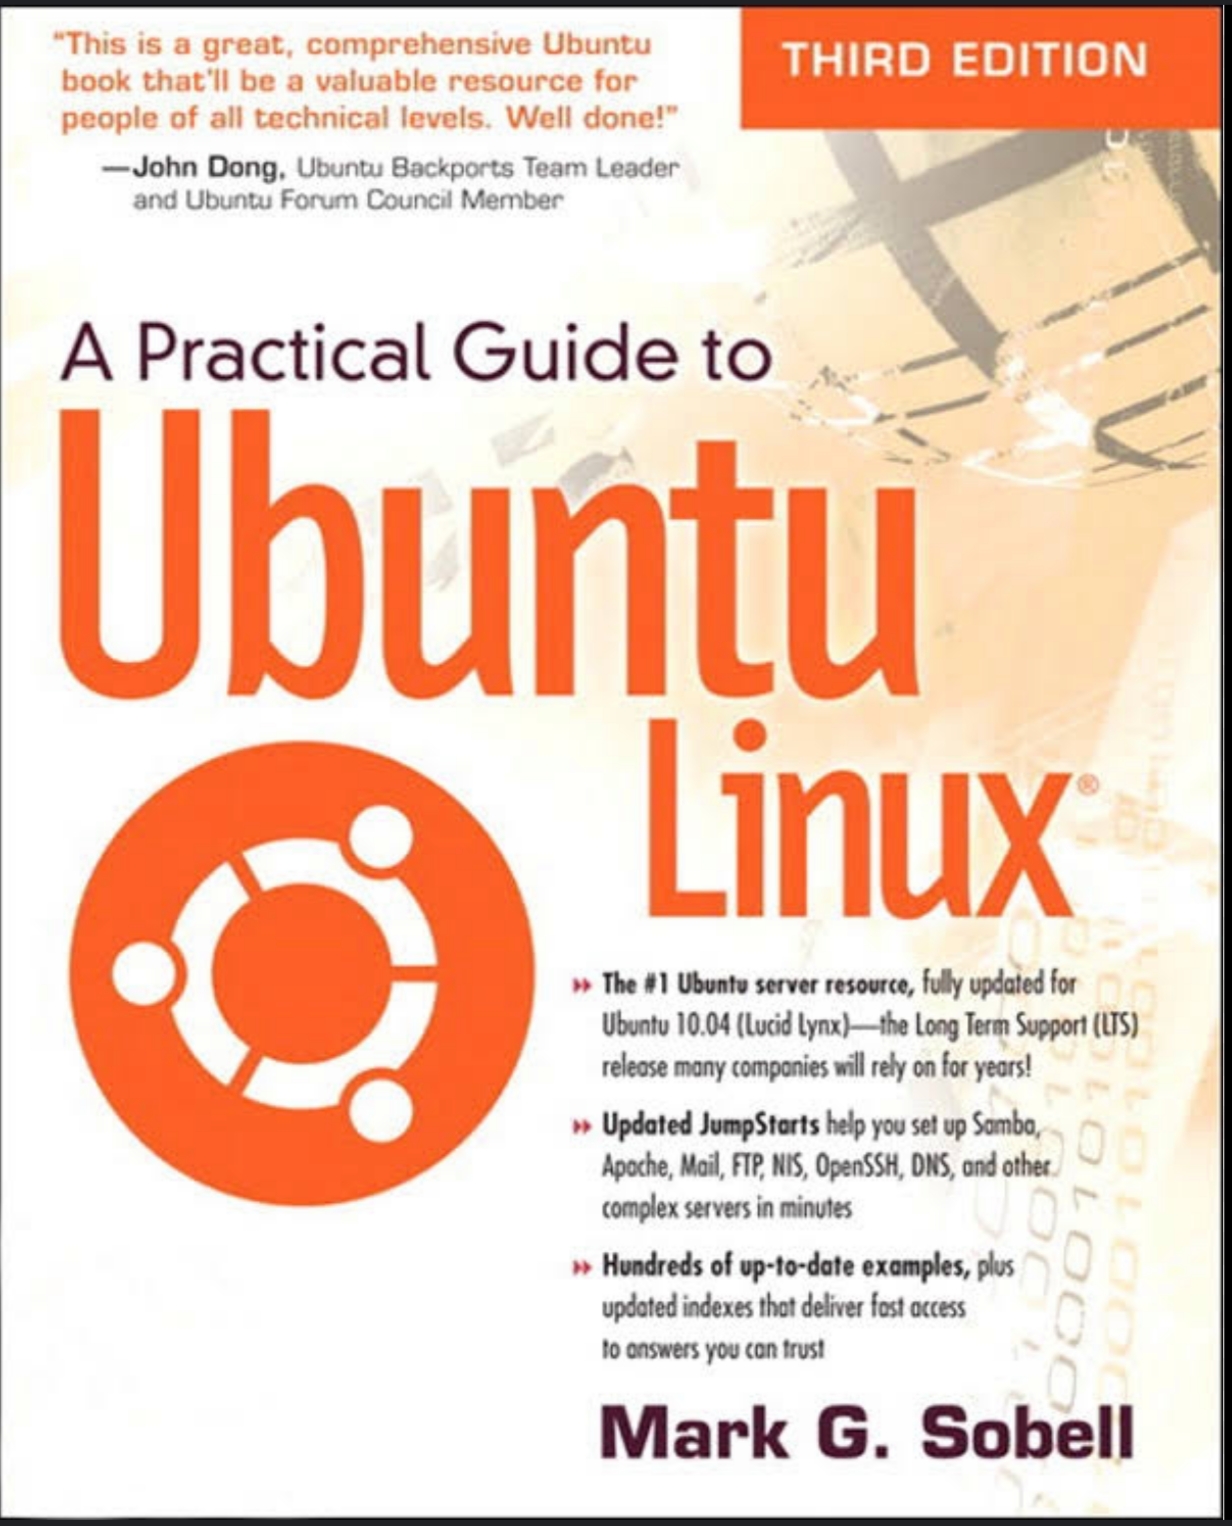 "This is a great, comprehensive Ubuntu
book that'll be a valuable resource for
people of all technical levels. Well done!"
—John Dong, Ubuntu Backports Team Leader
and Ubuntu Forum Council Member
THIRD EDITION
A Practical Guide to
Ubuntu
Linux®
The #1 Ubuntu server resource, fully updated for
Ubuntu 10.04 (Lucid Lynx)—the Long Term Support (LTS)
release many companies will rely on for years!
Updated JumpStarts help you set up Samba,
Apache, Mail, FTP, NIS, OpenSSH, DNS, and other
complex servers in minutes
Hundreds of up-to-date examples, plus
updated indexes that deliver fast access
to answers you can trust
Mark G. Sobell